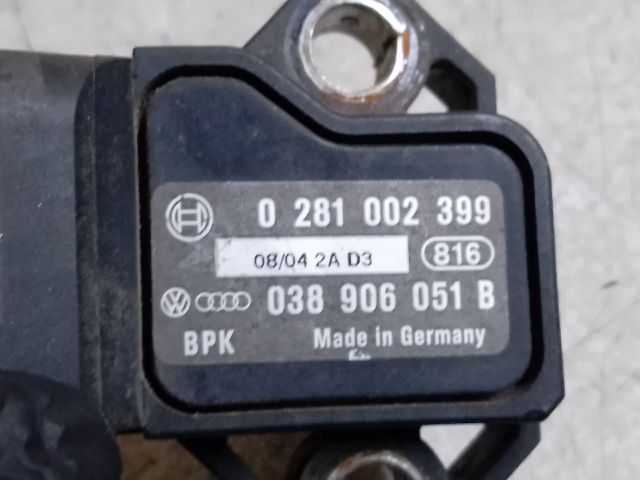 0 281 002 399
08/04 2A D3 816
038 906 051 B
BPK Made in Germany